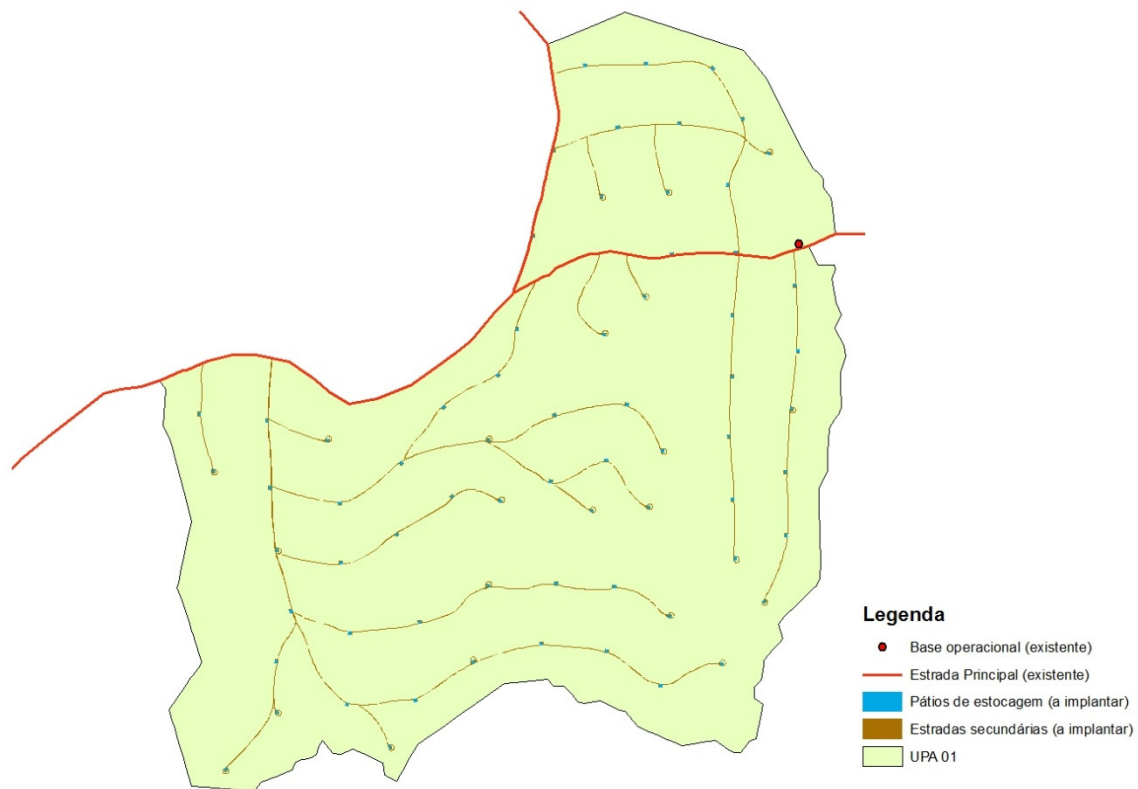 Legenda
Base operacional (existente)
Estrada Principal (existente)
Pátios de estocagem (a implantar)
Estradas secundárias (a implantar)
UPA 01